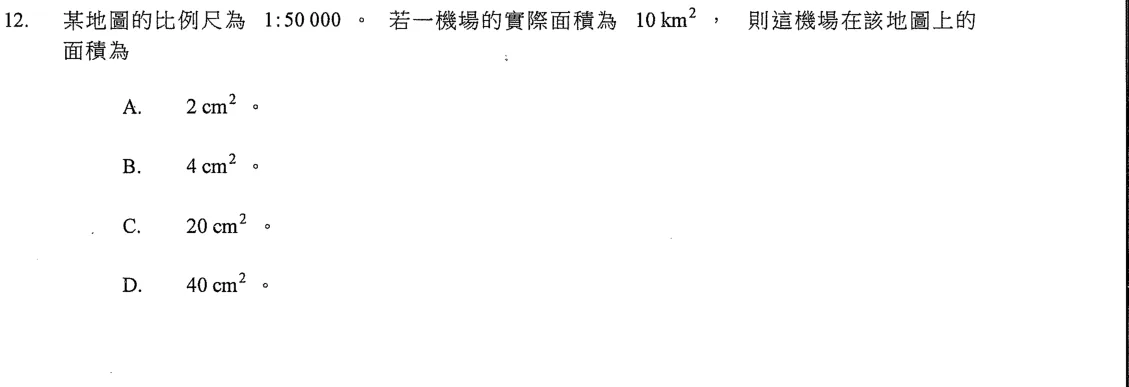 12. 某地圖的比例尺為 1:50 000 。 若一機場的實際面積為 10 km² , 則這機場在該地圖上的
面積為
A. 2 cm² 。
B. 4 cm² 。
C. 20 cm² 。
D. 40 cm² 。